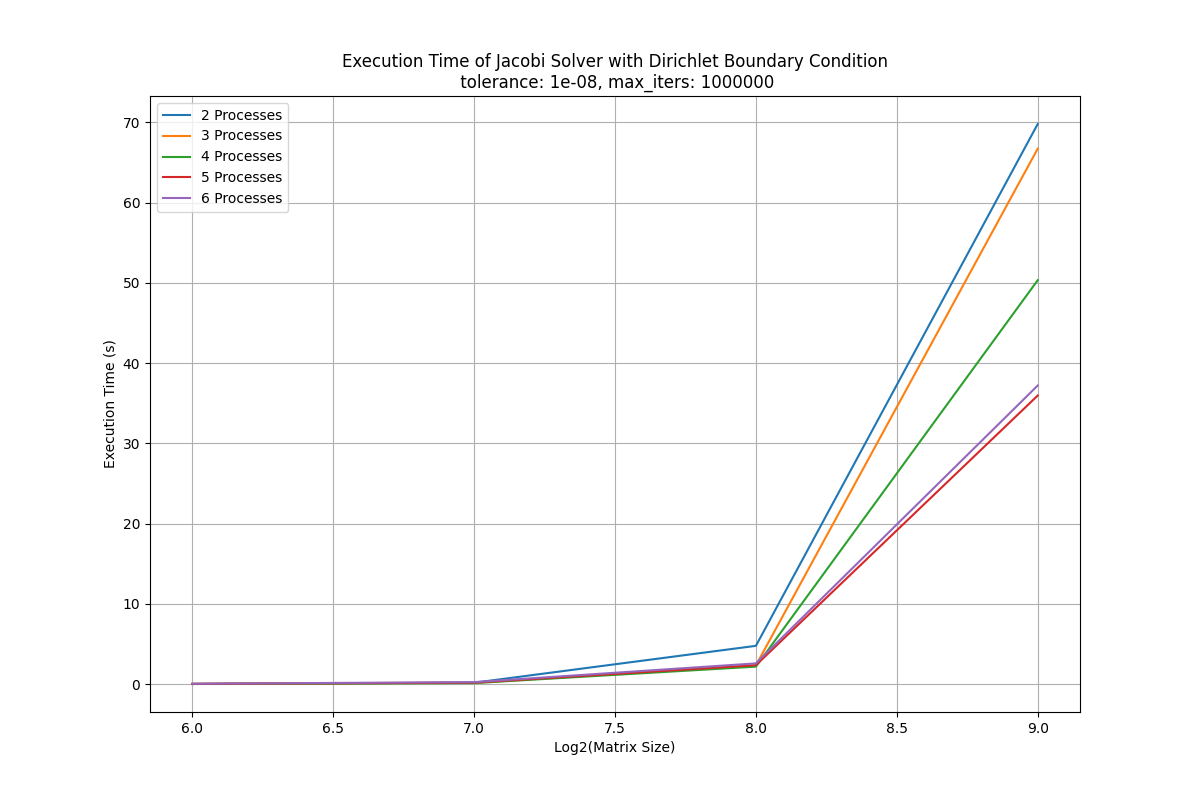 Execution Time of Jacobi Solver with Dirichlet Boundary Condition
tolerance: 1e-08, max_iters: 1000000
2 Processes
3 Processes
4 Processes
5 Processes
6 Processes
Execution Time (s)
70
60
50
40
30
20
10
0
6.0 6.5 7.0 7.5 8.0 8.5 9.0
Log2(Matrix Size)